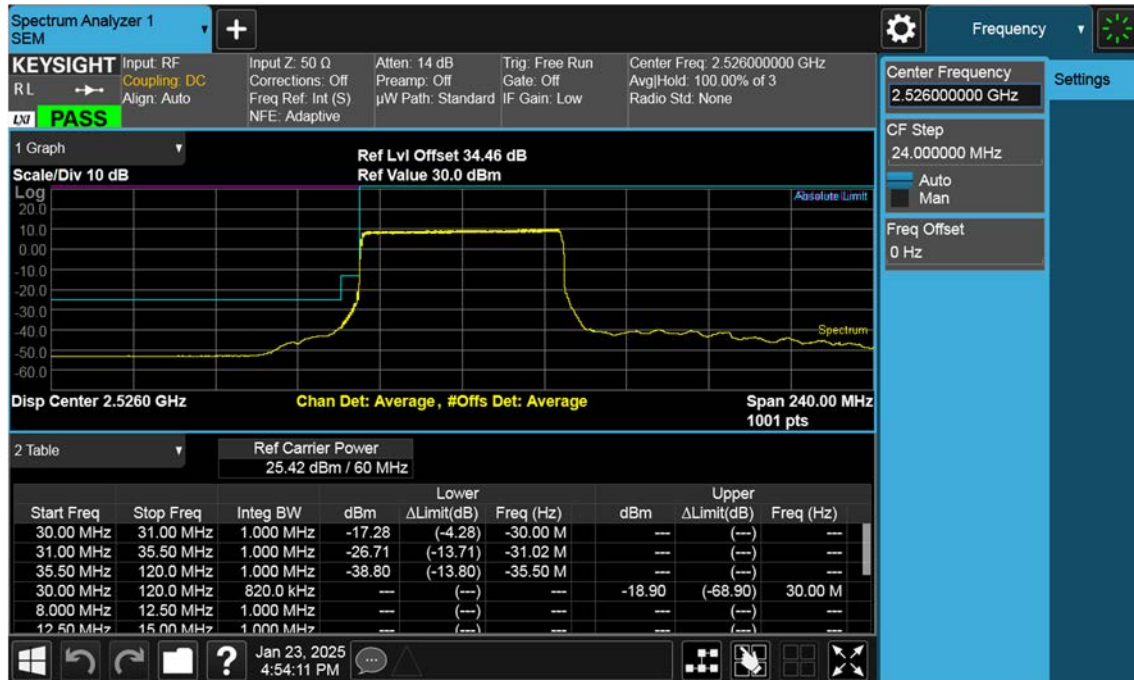 Spectrum Analyzer 1
SEM
+
Frequency
KEYSIGHT
RL
LXI
PASS
Input: RF
Coupling: DC
Align: Auto
Input Z: 50 Ω
Corrections: Off
Freq Ref: Int (S)
NFE: Adaptive
Atten: 14 dB
Preamp: Off
µW Path: Standard
Trig: Free Run
Gate: Off
IF Gain: Low
Center Freq: 2.526000000 GHz
Avg|Hold: 100.00% of 3
Radio Std: None
Center Frequency
2.526000000 GHz
Settings
CF Step
24.000000 MHz
Auto
Man
Freq Offset
0 Hz
1 Graph
Scale/Div 10 dB
Ref Lvl Offset 34.46 dB
Ref Value 30.0 dBm
Log
20.0
10.0
0.00
-10.0
-20.0
-30.0
-40.0
-50.0
-60.0
Absolute Limit
Spectrum
Disp Center 2.5260 GHz
Chan Det: Average, #Offs Det: Average
Span 240.00 MHz
1001 pts
2 Table
Ref Carrier Power
25.42 dBm / 60 MHz
Lower Upper
Start Freq Stop Freq Integ BW dBm ΔLimit(dB) Freq (Hz) dBm ΔLimit(dB) Freq (Hz)
30.00 MHz 31.00 MHz 1.000 MHz -17.28 (-4.28) -30.00 M --- (---) ---
31.00 MHz 35.50 MHz 1.000 MHz -26.71 (-13.71) -31.02 M --- (---) ---
35.50 MHz 120.0 MHz 1.000 MHz -38.80 (-13.80) -35.50 M --- (---) ---
30.00 MHz 120.0 MHz 820.0 kHz --- (---) --- -18.90 (-68.90) 30.00 M
8.000 MHz 12.50 MHz 1.000 MHz --- (---) --- --- (---) ---
12.50 MHz 15.00 MHz 1.000 MHz --- (---) --- --- (---) ---
?
Jan 23, 2025
4:54:11 PM